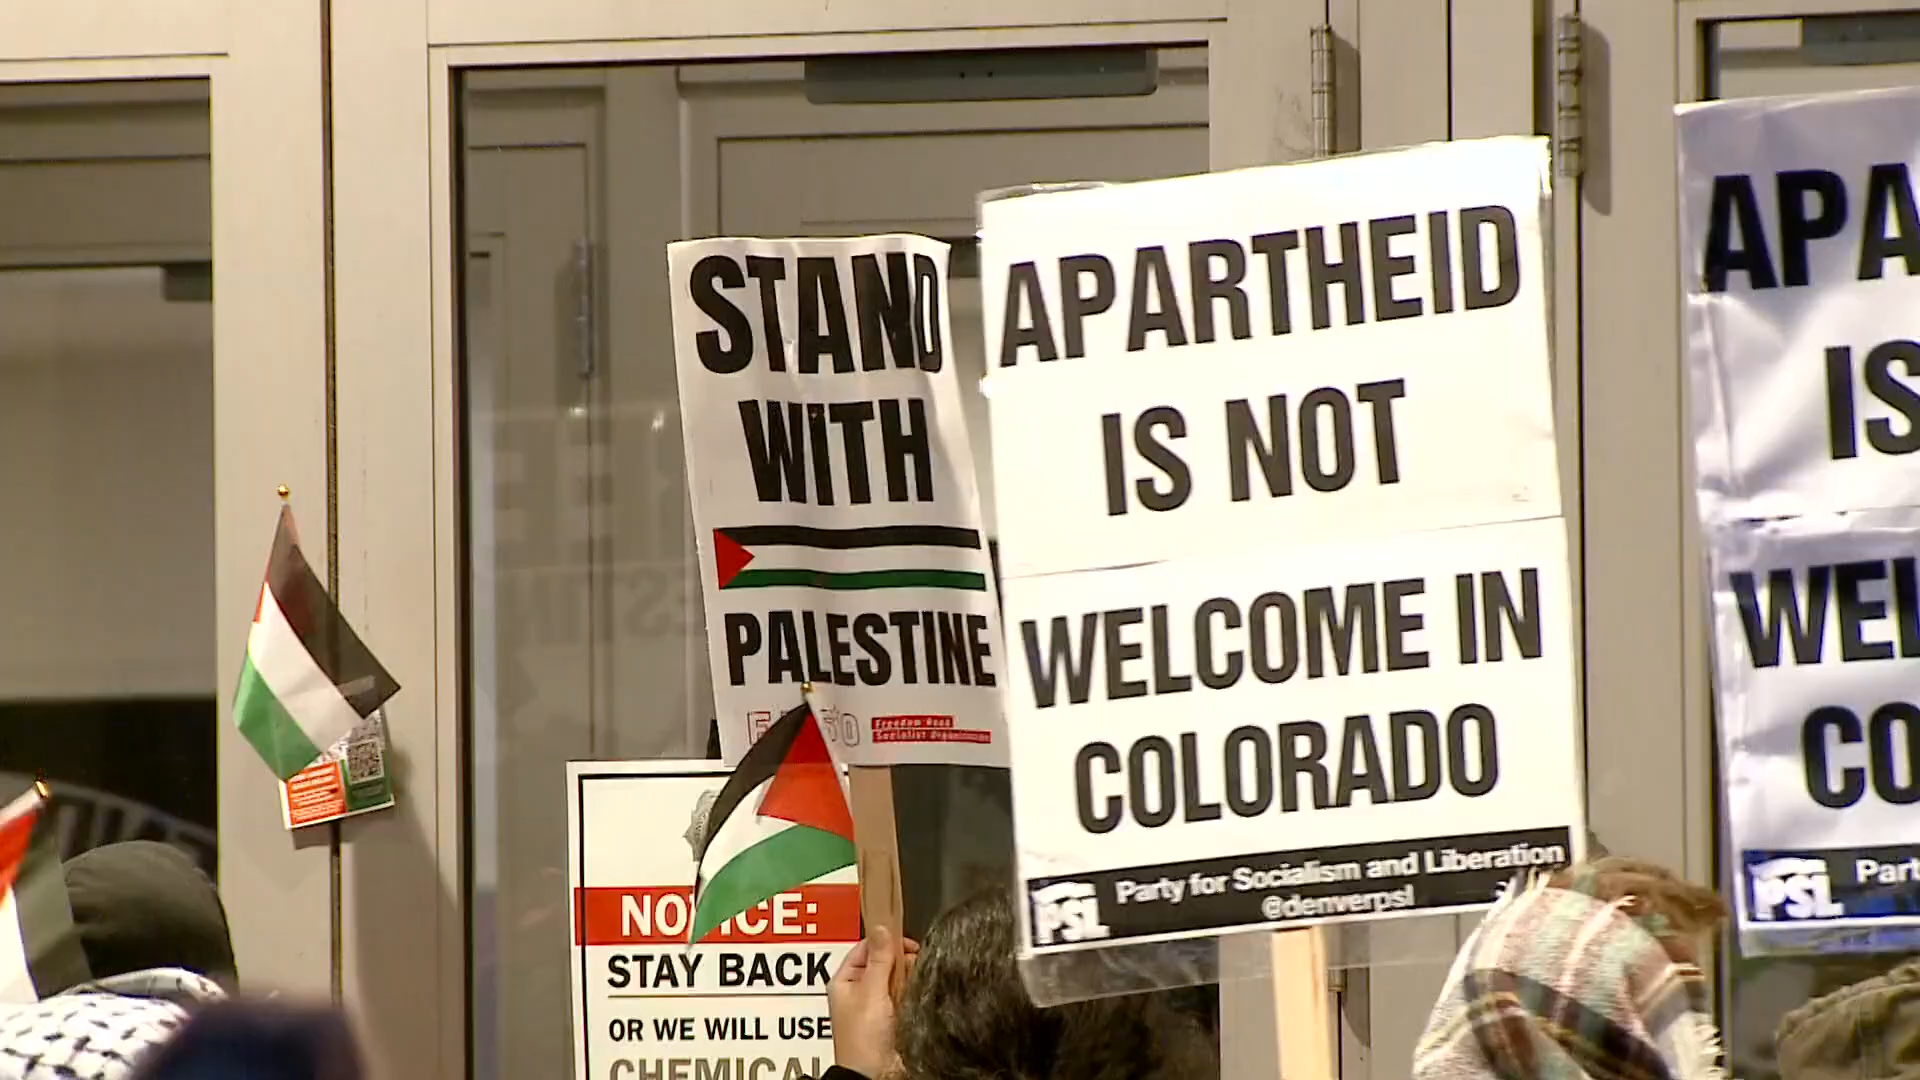 STAND
WITH
PALESTINE
Freedom Road
Socialist Organization
APARTHEID
IS NOT
WELCOME IN
COLORADO
PSL
Party for Socialism and Liberation
@denverpsl
APA
IS
WEL
CO
PSL
Part
NOTICE:
STAY BACK
OR WE WILL USE
CHEMICAL